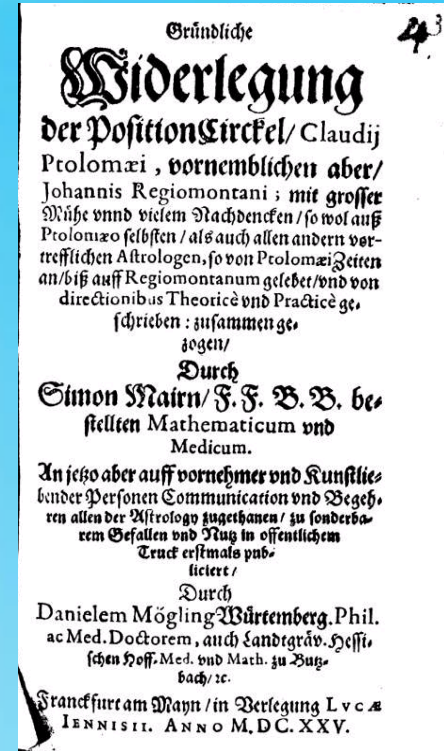 Gründliche
Widerlegung
der Position Circkel/ Claudij
Ptolomæi, vornemblichen aber/
Johannis Regiomontani; mit grosser
Mühe vnnd vielem Nachdencken/ so wol auß
Ptolomæo selbsten/ als auch allen andern vor-
trefflichen Astrologen, so von Ptolomæi Zeiten
an/ biß auff Regiomontanum gelebet/ vnd von
directionibus Theoricè vnd Practicè ge-
schrieben: zusammen ge-
zogen/
Durch
Simon Mairn/ F. F. B. B. be-
stellten Mathematicum vnd
Medicum.
An jetzo aber auff vornehmer vnd Kunstlie-
bender Personen Communication vnd Begeh-
ren allen der Astrology zugethanen/ zu sonderba-
rem Gefallen vnd Nutz in offentlichem
Truck erstmals pub-
liciert/
Durch
Danielem Mögling Würtemberg. Phil.
ac Med. Doctorem, auch Landtgräv. Hessi-
schen Hoff-Med. vnd Math. zu Butz-
bach/ ꝛc.
Franckfurt am Mayn/ in Verlegung LVCÆ
IENNISII. ANNO M. DC. XXV.